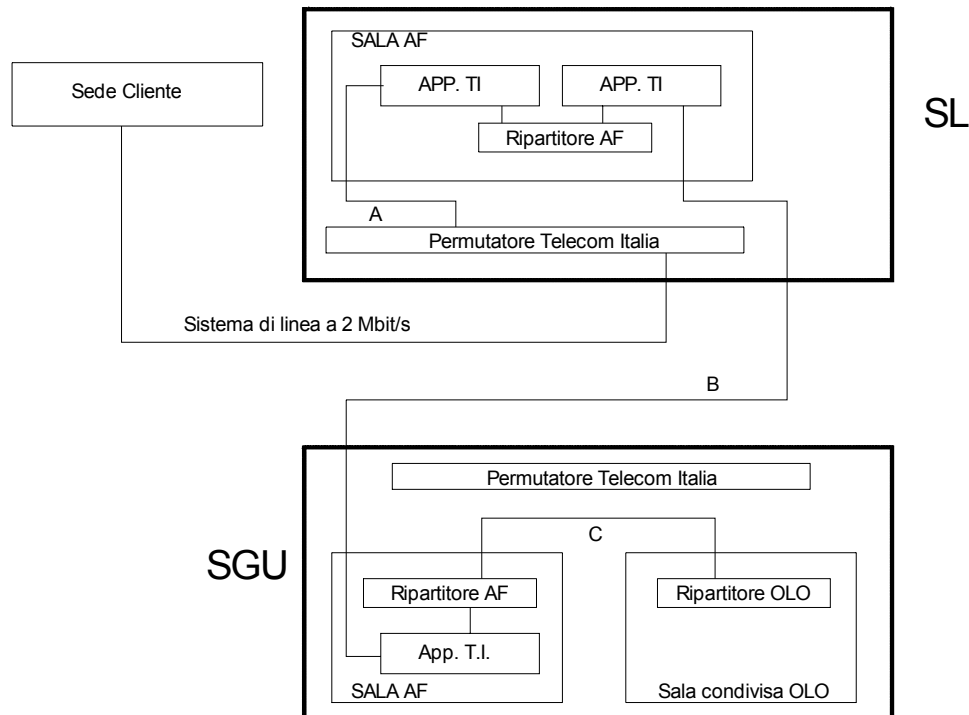 SALA AF
Sede Cliente
APP. TI
APP. TI
SL
Ripartitore AF
A
Permutatore Telecom Italia
Sistema di linea a 2 Mbit/s
B
Permutatore Telecom Italia
C
SGU
Ripartitore AF
Ripartitore OLO
App. T.I.
SALA AF
Sala condivisa OLO